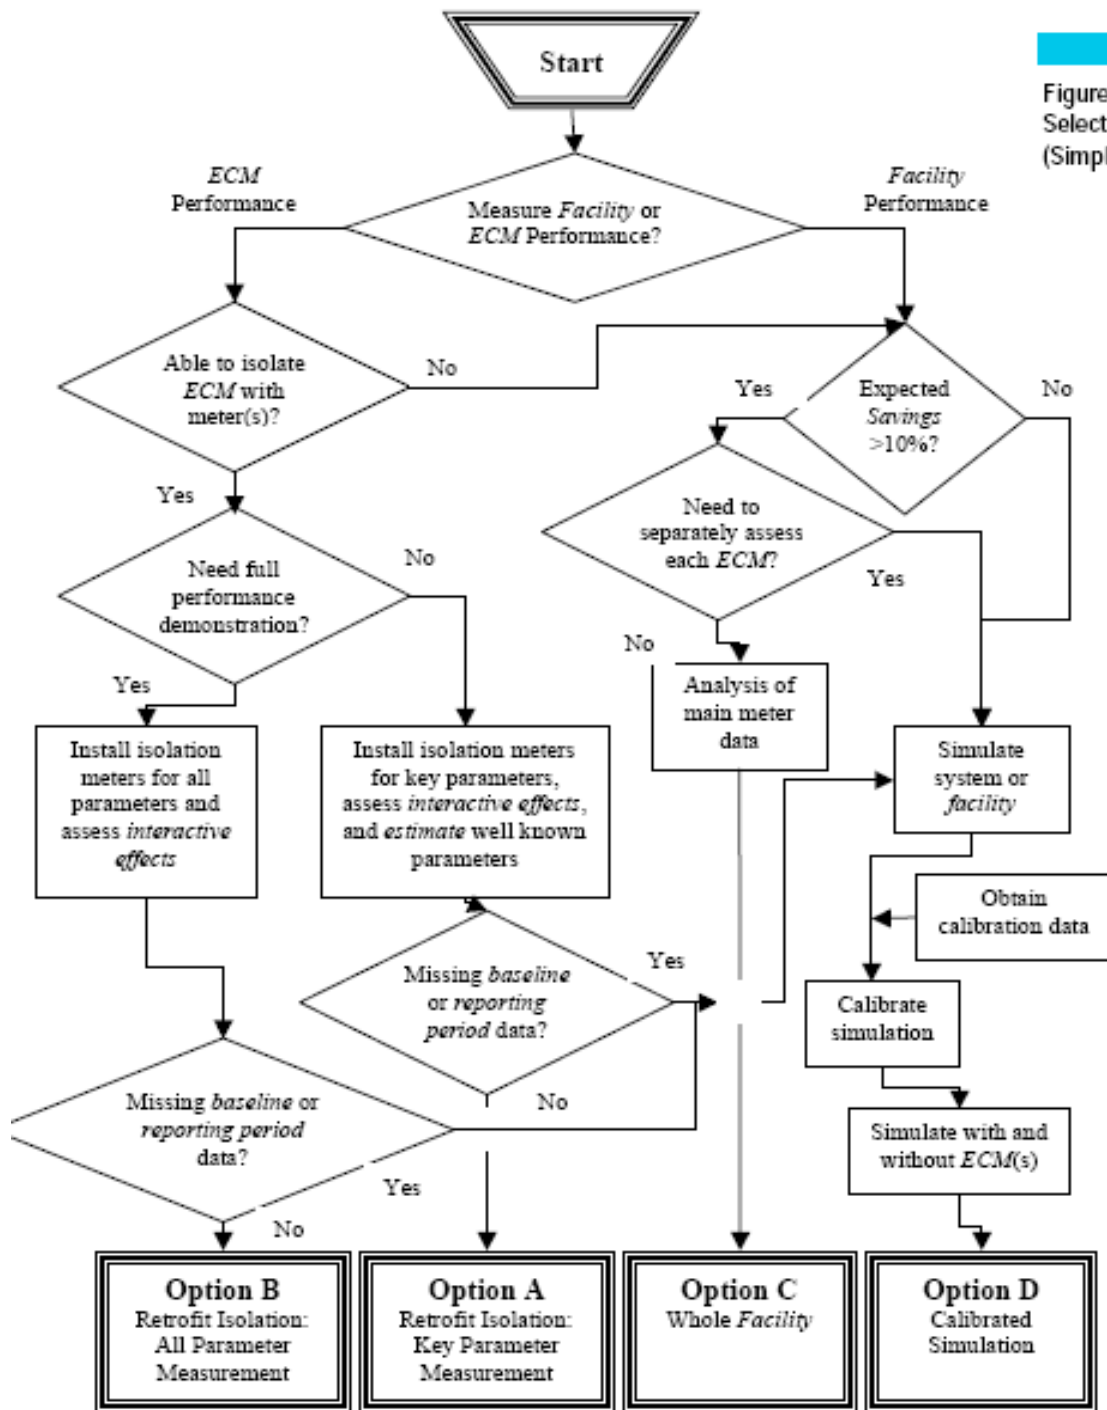 Start
Figure
Select
(Simpl
ECM
Performance
Facility
Performance
Measure Facility or
ECM Performance?
Able to isolate
ECM with
meter(s)?
No
Yes
Expected
Savings
>10%?
No
Yes
Need to
separately assess
each ECM?
Yes
No
Need full
performance
demonstration?
No
Yes
Analysis of
main meter
data
Install isolation
meters for all
parameters and
assess interactive
effects
Install isolation meters
for key parameters,
assess interactive effects,
and estimate well known
parameters
Simulate
system or
facility
Obtain
calibration data
Missing baseline
or reporting
period data?
Yes
No
Calibrate
simulation
Missing baseline or
reporting period
data?
Yes
No
Simulate with and
without ECM(s)
Option B
Retrofit Isolation:
All Parameter
Measurement
Option A
Retrofit Isolation:
Key Parameter
Measurement
Option C
Whole Facility
Option D
Calibrated
Simulation